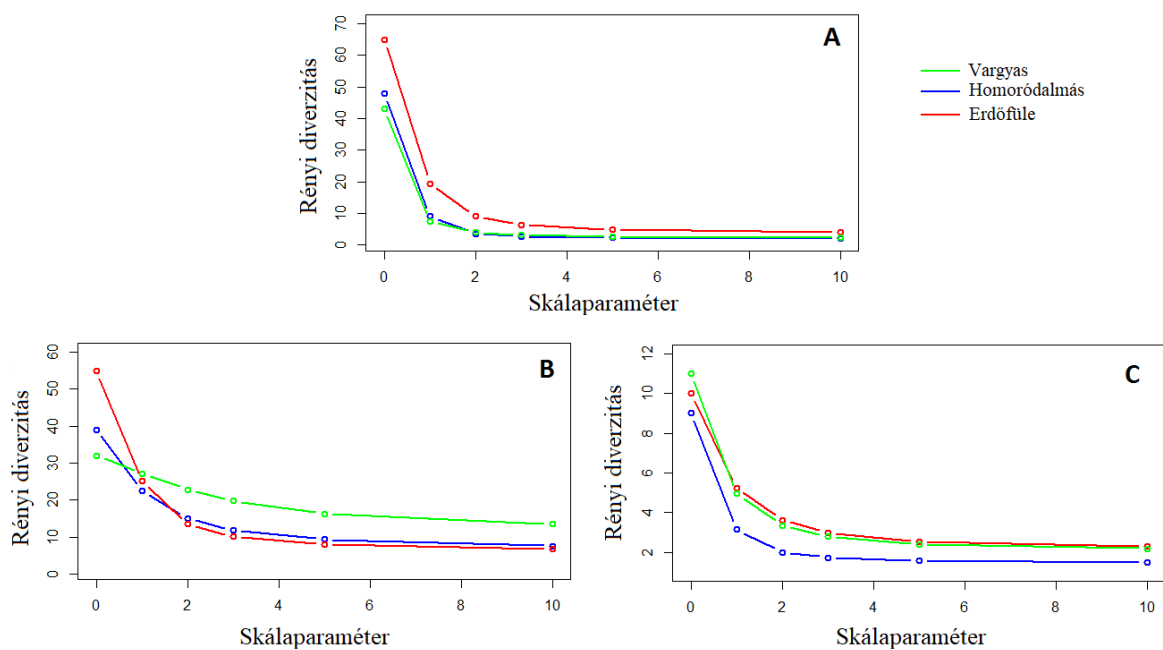 A
Rényi diverzitás
70
60
50
40
30
20
10
0
0 2 4 6 8 10
Skálaparaméter
Vargyas
Homoródalmás
Erdőfüle
B
Rényi diverzitás
60
50
40
30
20
10
0
0 2 4 6 8 10
Skálaparaméter
C
Rényi diverzitás
12
10
8
6
4
2
0 2 4 6 8 10
Skálaparaméter